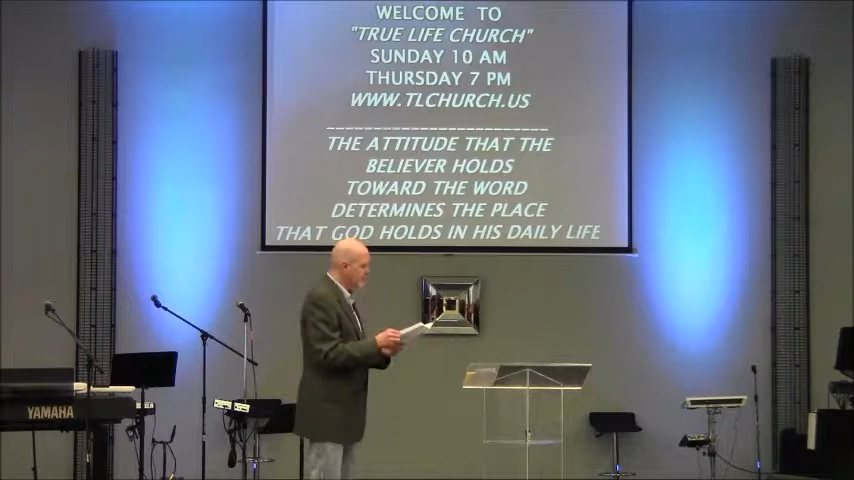 WELCOME TO
"TRUE LIFE CHURCH"
SUNDAY 10 AM
THURSDAY 7 PM
WWW.TLCHURCH.US
THE ATTITUDE THAT THE
BELIEVER HOLDS
TOWARD THE WORD
DETERMINES THE PLACE
THAT GOD HOLDS IN HIS DAILY LIFE
YAMAHA